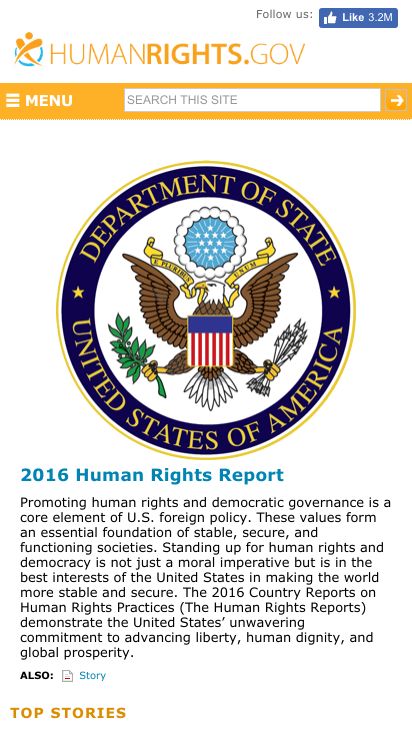 Follow us:
Like 3.2M
HUMANRIGHTS.GOV
MENU
SEARCH THIS SITE
DEPARTMENT OF STATE
E PLURIBUS UNUM
UNITED STATES OF AMERICA
2016 Human Rights Report
Promoting human rights and democratic governance is a
core element of U.S. foreign policy. These values form
an essential foundation of stable, secure, and
functioning societies. Standing up for human rights and
democracy is not just a moral imperative but is in the
best interests of the United States in making the world
more stable and secure. The 2016 Country Reports on
Human Rights Practices (The Human Rights Reports)
demonstrate the United States’ unwavering
commitment to advancing liberty, human dignity, and
global prosperity.
ALSO: Story
TOP STORIES